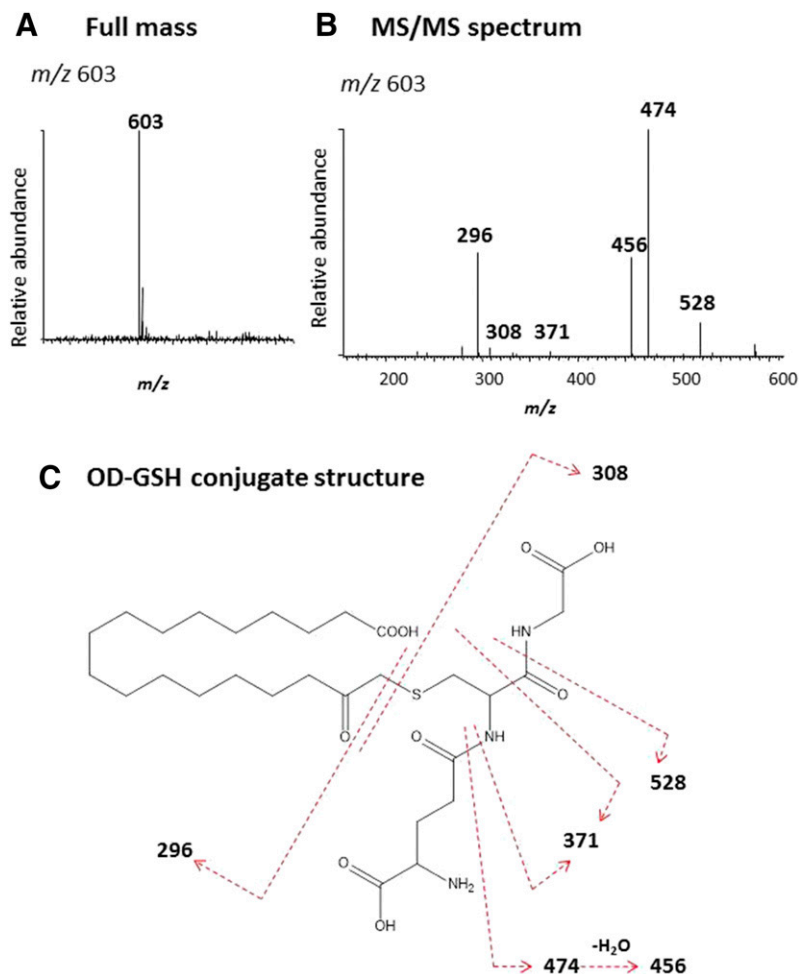 A Full mass
m/z 603
603
Relative abundance
m/z
B MS/MS spectrum
m/z 603
474
296
456
528
308 371
Relative abundance
200 300 400 500 600
m/z
C OD-GSH conjugate structure
308
O OH
COOH
HN
S
O
O
O NH
528
371
296
O
NH2
OH
-H2O
474 456